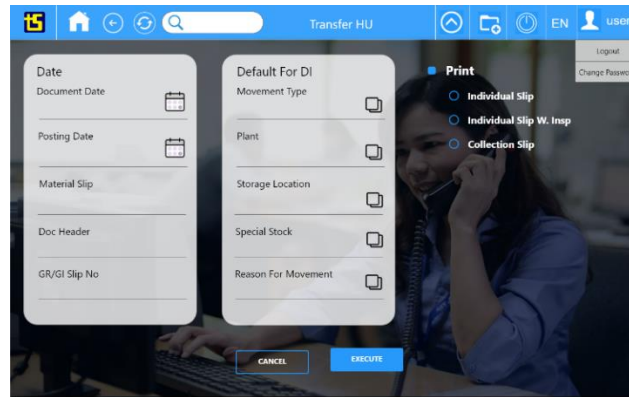 ts
Transfer HU
EN
user
Logout
Change Passwo
Date
Document Date
Posting Date
Material Slip
Doc Header
GR/GI Slip No
Default For DI
Movement Type
Plant
Storage Location
Special Stock
Reason For Movement
Print
Individual Slip
Individual Slip W. Insp
Collection Slip
CANCEL
EXECUTE